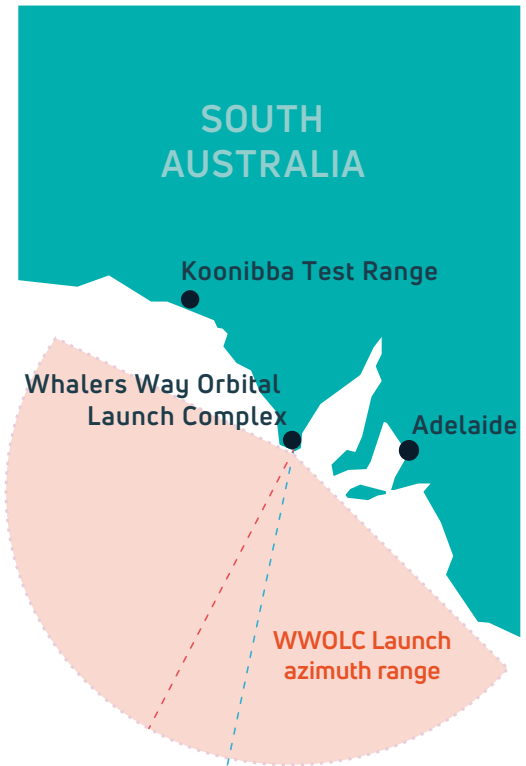 SOUTH
AUSTRALIA
Koonibba Test Range
Whalers Way Orbital
Launch Complex
Adelaide
WWOLC Launch
azimuth range